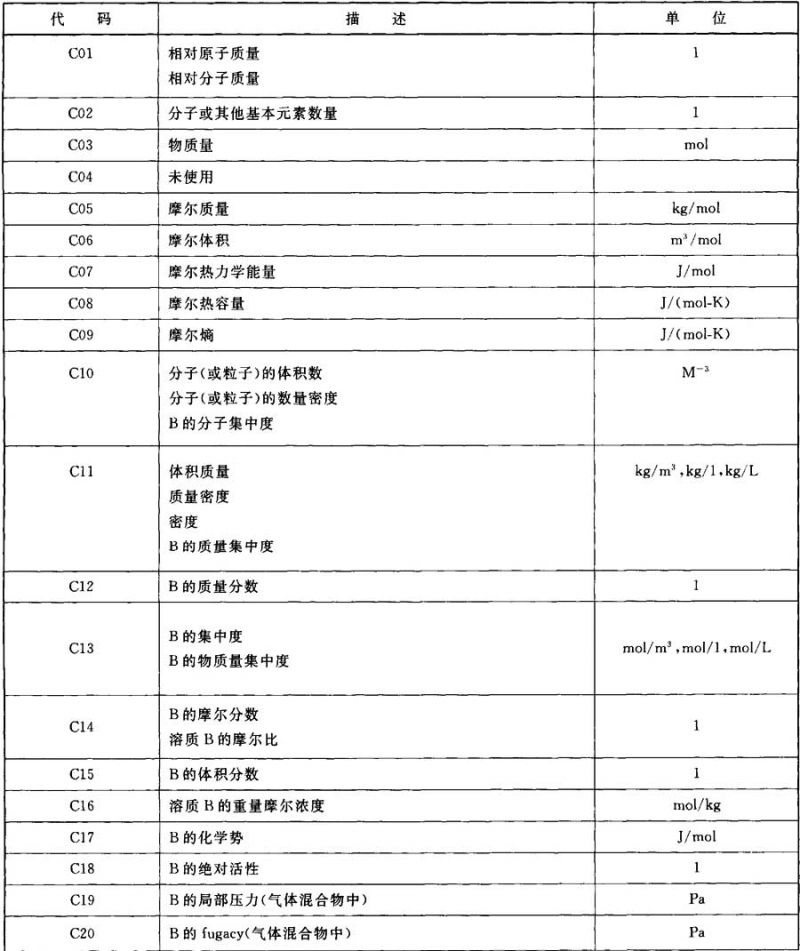 代 码 描 述 单 位
C01 相对原子质量 1
相对分子质量
C02 分子或其他基本元素数量 1
C03 物质量 mol
C04 未使用
C05 摩尔质量 kg/mol
C06 摩尔体积 m³/mol
C07 摩尔热力学能量 J/mol
C08 摩尔热容量 J/(mol-K)
C09 摩尔熵 J/(mol-K)
C10 分子(或粒子)的体积数 M⁻³
分子(或粒子)的数量密度
B的分子集中度
C11 体积质量 kg/m³,kg/1,kg/L
质量密度
密度
B的质量集中度
C12 B的质量分数 1
C13 B的集中度 mol/m³,mol/1,mol/L
B的物质量集中度
C14 B的摩尔分数 1
溶质B的摩尔比
C15 B的体积分数 1
C16 溶质B的重量摩尔浓度 mol/kg
C17 B的化学势 J/mol
C18 B的绝对活性 1
C19 B的局部压力(气体混合物中) Pa
C20 B的fugacy(气体混合物中) Pa